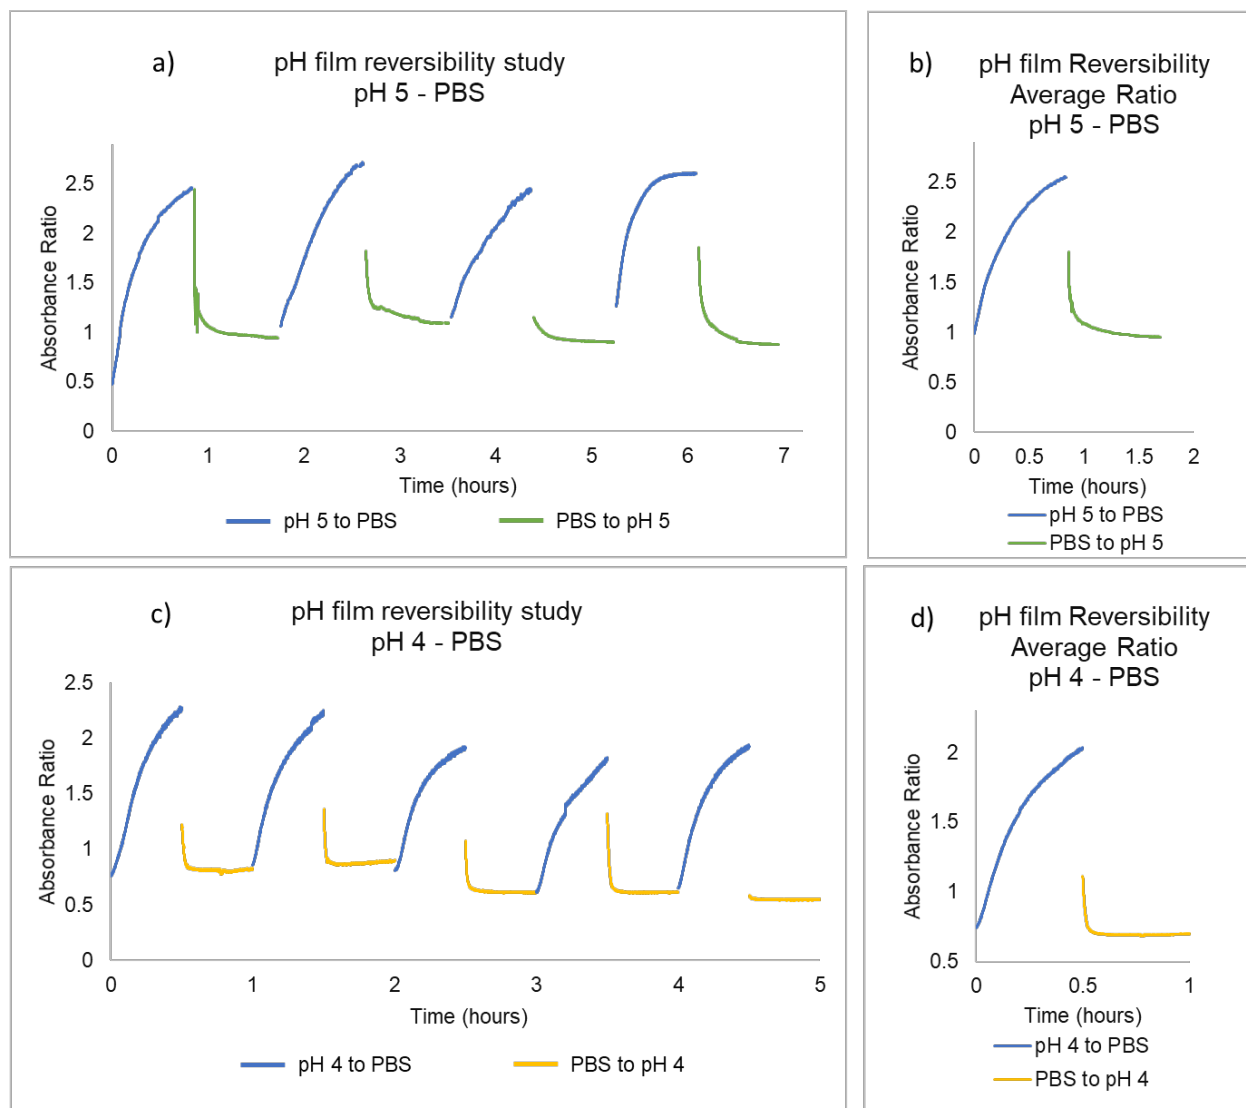 a)
pH film reversibility study
pH 5 - PBS
Absorbance Ratio
2.5
2
1.5
1
0.5
0
0 1 2 3 4 5 6 7
Time (hours)
pH 5 to PBS
PBS to pH 5
b)
pH film Reversibility
Average Ratio
pH 5 - PBS
Absorbance Ratio
2.5
2
1.5
1
0.5
0
0 0.5 1 1.5 2
Time (hours)
pH 5 to PBS
PBS to pH 5
c)
pH film reversibility study
pH 4 - PBS
Absorbance Ratio
2.5
2
1.5
1
0.5
0
0 1 2 3 4 5
Time (hours)
pH 4 to PBS
PBS to pH 4
d)
pH film Reversibility
Average Ratio
pH 4 - PBS
Absorbance Ratio
2
1.5
1
0.5
0 0.5 1
Time (hours)
pH 4 to PBS
PBS to pH 4